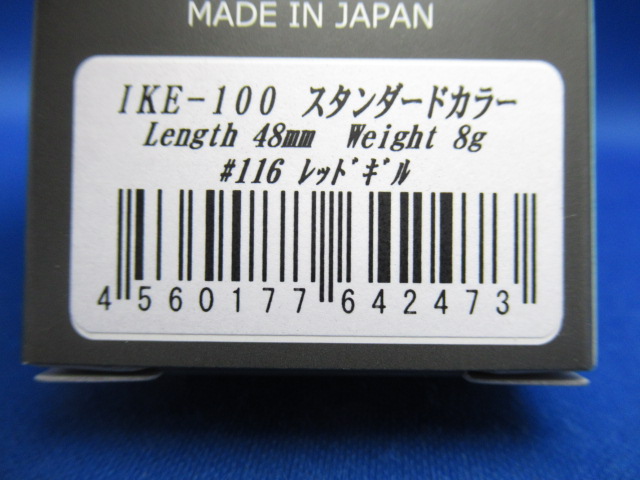 MADE IN JAPAN
IKE-100 スタンダードカラー
Length 48mm Weight 8g
#116 ﾚｯﾄﾞｷﾞﾙ
4 560177 642473